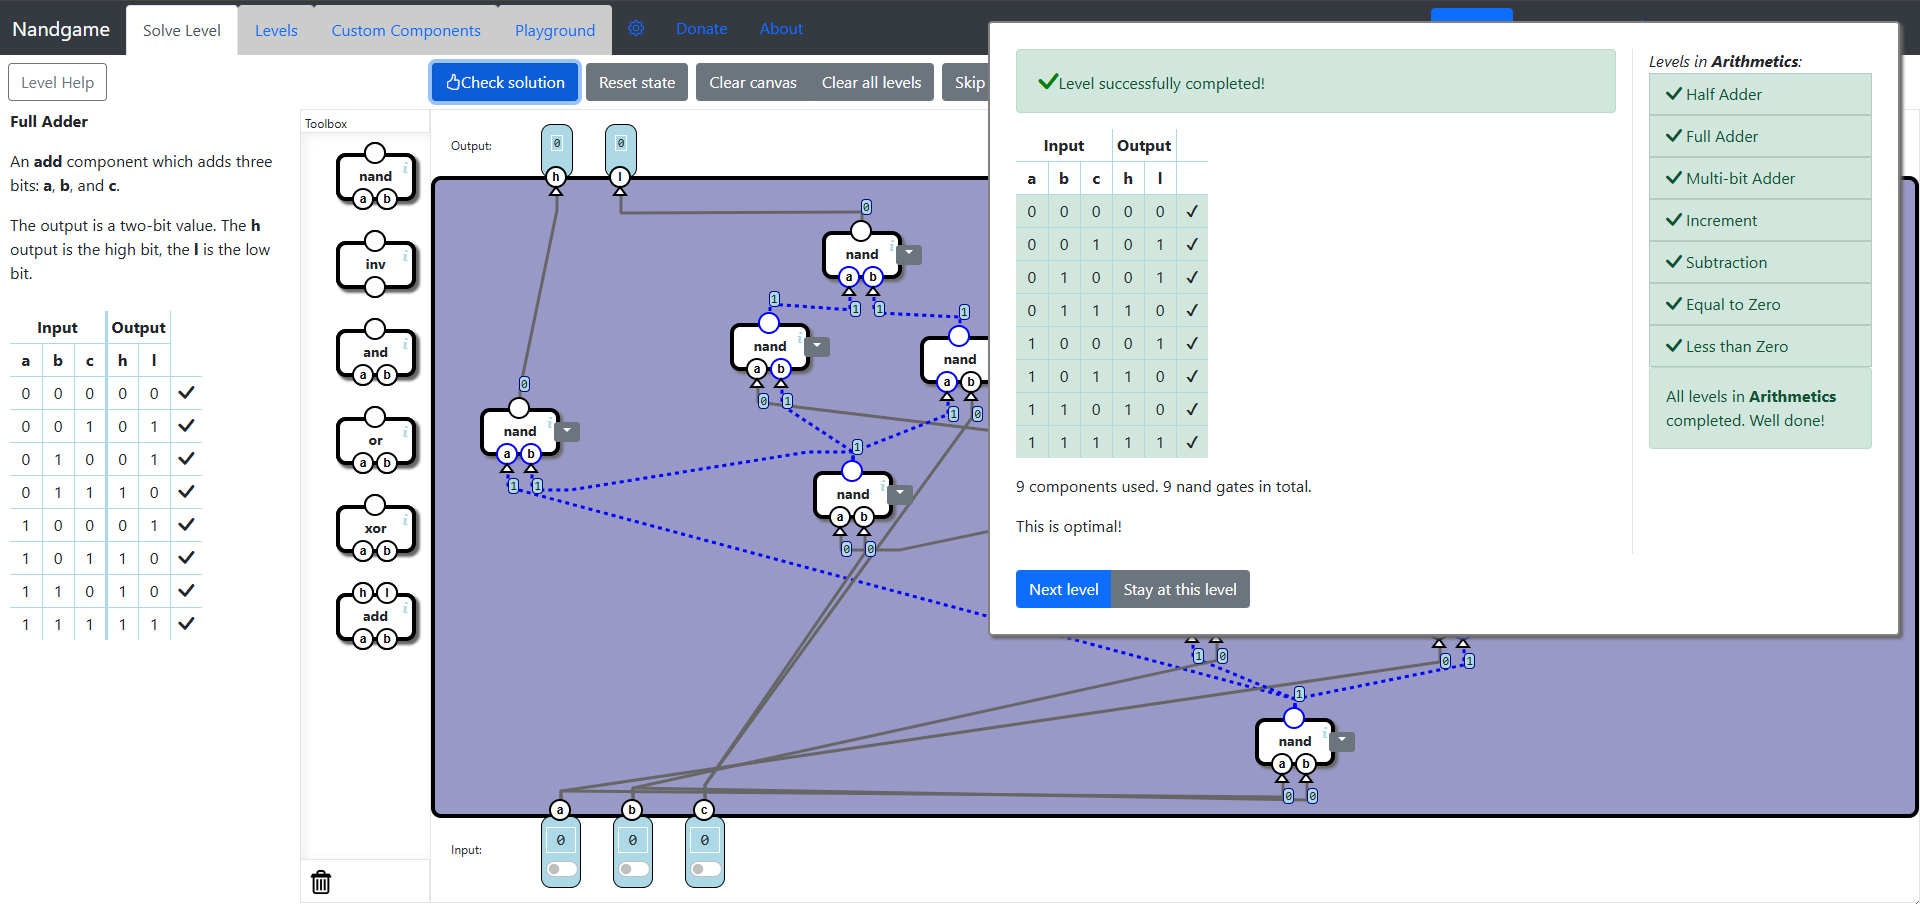 Nandgame
Solve Level
Levels
Custom Components
Playground
Donate
About
Level Help
Check solution
Reset state
Clear canvas
Clear all levels
Skip
Full Adder
An add component which adds three
bits: a, b, and c.
The output is a two-bit value. The h
output is the high bit, the l is the low
bit.
Input Output
a b c h l
0 0 0 0 0
0 0 1 0 1
0 1 0 0 1
0 1 1 1 0
1 0 0 0 1
1 0 1 1 0
1 1 0 1 0
1 1 1 1 1
Toolbox
nand
a b
inv
and
a b
or
a b
xor
a b
h l
add
a b
Output:
0 0
h l
0
nand
a b
1 1 1 1
nand
a b
0 1
nand
a b
1 0
0
nand
a b
1 1
1
nand
a b
0 0
1 0
0 1
1
nand
a b
0 0
a b c
Input:
0 0 0
Level successfully completed!
Input Output
a b c h l
0 0 0 0 0
0 0 1 0 1
0 1 0 0 1
0 1 1 1 0
1 0 0 0 1
1 0 1 1 0
1 1 0 1 0
1 1 1 1 1
9 components used. 9 nand gates in total.
This is optimal!
Next level
Stay at this level
Levels in Arithmetics:
Half Adder
Full Adder
Multi-bit Adder
Increment
Subtraction
Equal to Zero
Less than Zero
All levels in Arithmetics
completed. Well done!